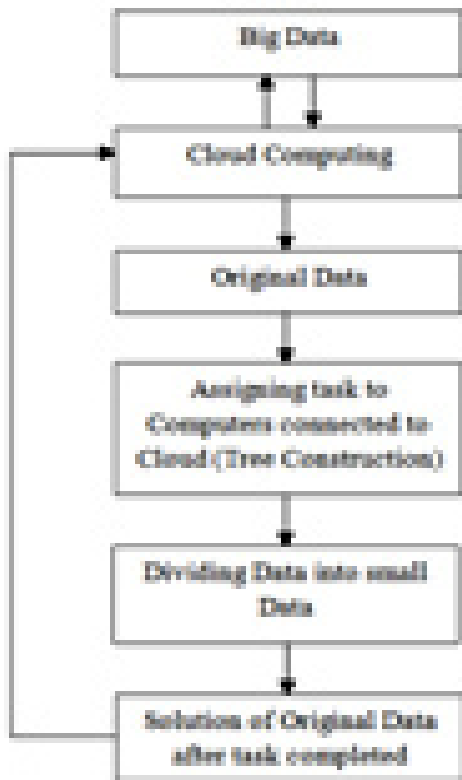 Big Data
Cloud Computing
Original Data
Assigning task to
Computers connected to
Cloud (Tree Construction)
Dividing Data into small
Data
Solution of Original Data
after task completed